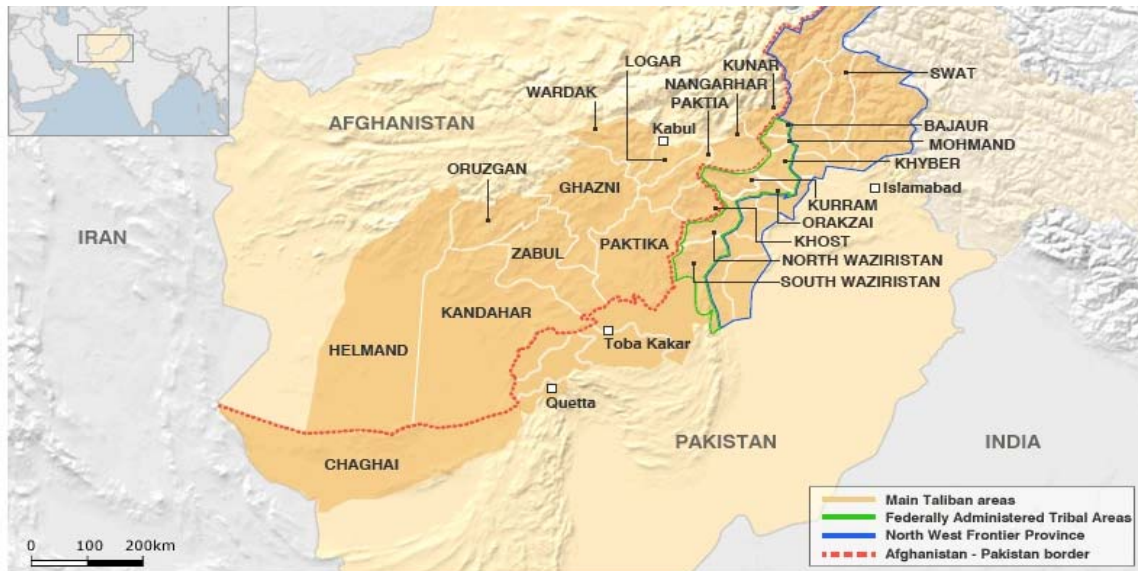 LOGAR
KUNAR
SWAT
WARDAK
NANGARHAR
PAKTIA
AFGHANISTAN
Kabul
BAJAUR
MOHMAND
ORUZGAN
KHYBER
GHAZNI
Islamabad
KURRAM
IRAN
ORAKZAI
ZABUL
PAKTIKA
KHOST
NORTH WAZIRISTAN
SOUTH WAZIRISTAN
KANDAHAR
Toba Kakar
HELMAND
Quetta
PAKISTAN
INDIA
CHAGHAI
Main Taliban areas
Federally Administered Tribal Areas
North West Frontier Province
Afghanistan - Pakistan border
0 100 200km